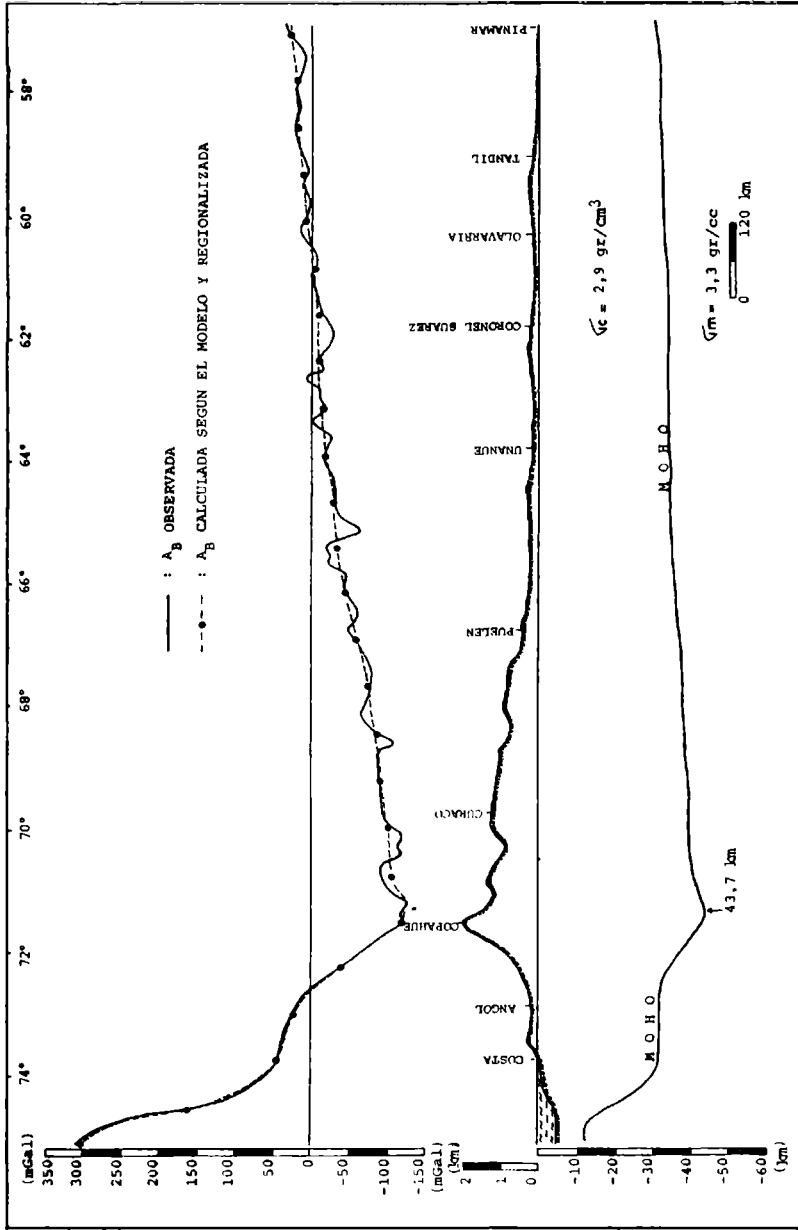 58°
60°
62°
64°
66°
68°
70°
72°
74°
——— : A_B OBSERVADA
--•-- : A_B CALCULADA SEGUN EL MODELO Y REGIONALIZADA
(mGal)
350
300
250
200
150
100
50
0
-50
-100
-150
(mGal)
(km)
2
1
0
-10
-20
-30
-40
-50
-60
(km)
COSTA
ANGOL
COPAHUE
CURACO
PUELEN
UNANUE
CORONEL SUAREZ
OLAVARRIA
TANDIL
PINAMAR
MOHO
43,7 km
MOHO
σc = 2,9 gr/cm³
σm = 3,3 gr/cc
0 120 km